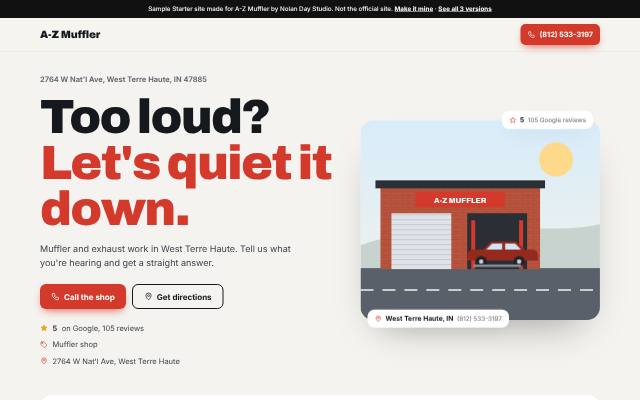 Sample Starter site made for A-Z Muffler by Nolan Day Studio. Not the official site. Make it mine · See all 3 versions
A-Z Muffler
(812) 533-3197
2764 W Nat'l Ave, West Terre Haute, IN 47885
Too loud?
Let's quiet it
down.
Muffler and exhaust work in West Terre Haute. Tell us what
you're hearing and get a straight answer.
Call the shop
Get directions
5 on Google, 105 reviews
Muffler shop
2764 W Nat'l Ave, West Terre Haute
5 105 Google reviews
A-Z MUFFLER
West Terre Haute, IN (812) 533-3197